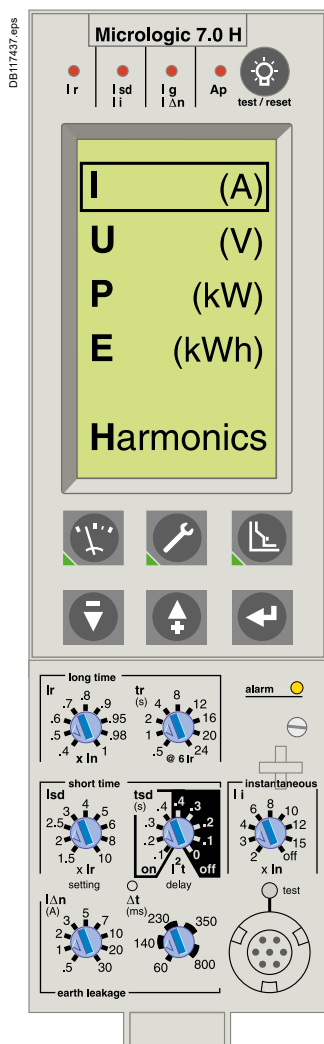 DB117437.eps
Micrologic 7.0 H
Ir Isd Ig Ap
Ii I∆n test / reset
I (A)
U (V)
P (kW)
E (kWh)
Harmonics
long time
Ir tr alarm
(s)
.4 .5 .6 .7 .8 .9 .95 .98 1
x In
.5 1 2 4 8 12 16 20 24
@ 6 Ir
short time instantaneous
Isd tsd Ii
(s)
1.5 2 2.5 3 4 5 6 8 10
x Ir
.1 .2 .3 .4 .4 .3 .2 .1 0
on I²t off
2 3 4 6 8 10 12 15 off
x In
setting delay
test
I∆n ∆t
(A) (ms)
.5 1 2 3 5 7 10 20 30
60 140 230 350 800
earth leakage